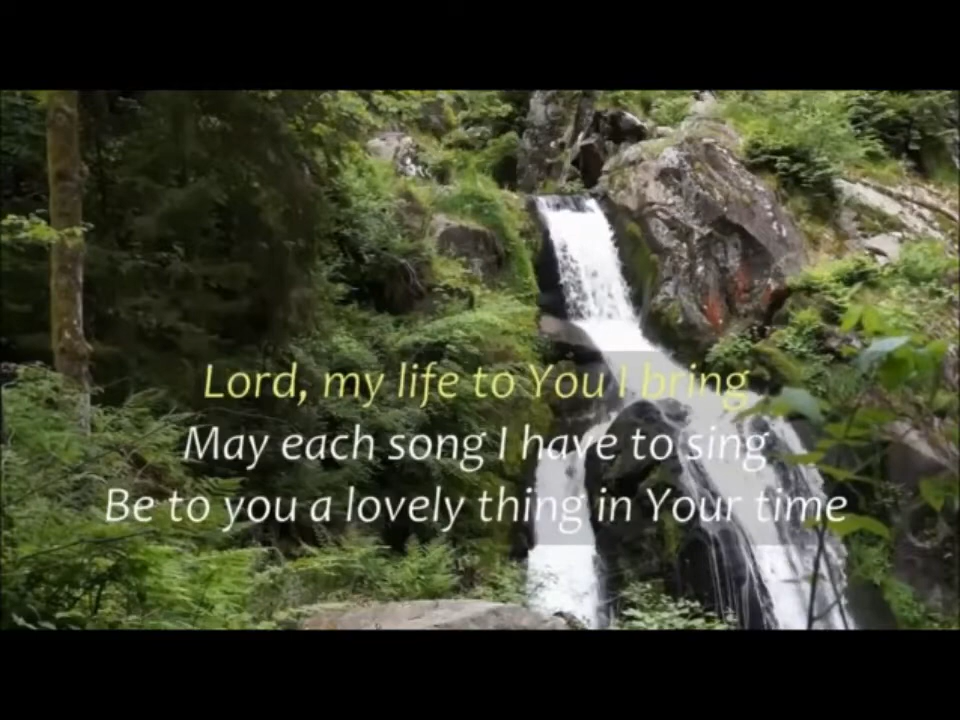 Lord, my life to You I bring
May each song I have to sing
Be to you a lovely thing in Your time